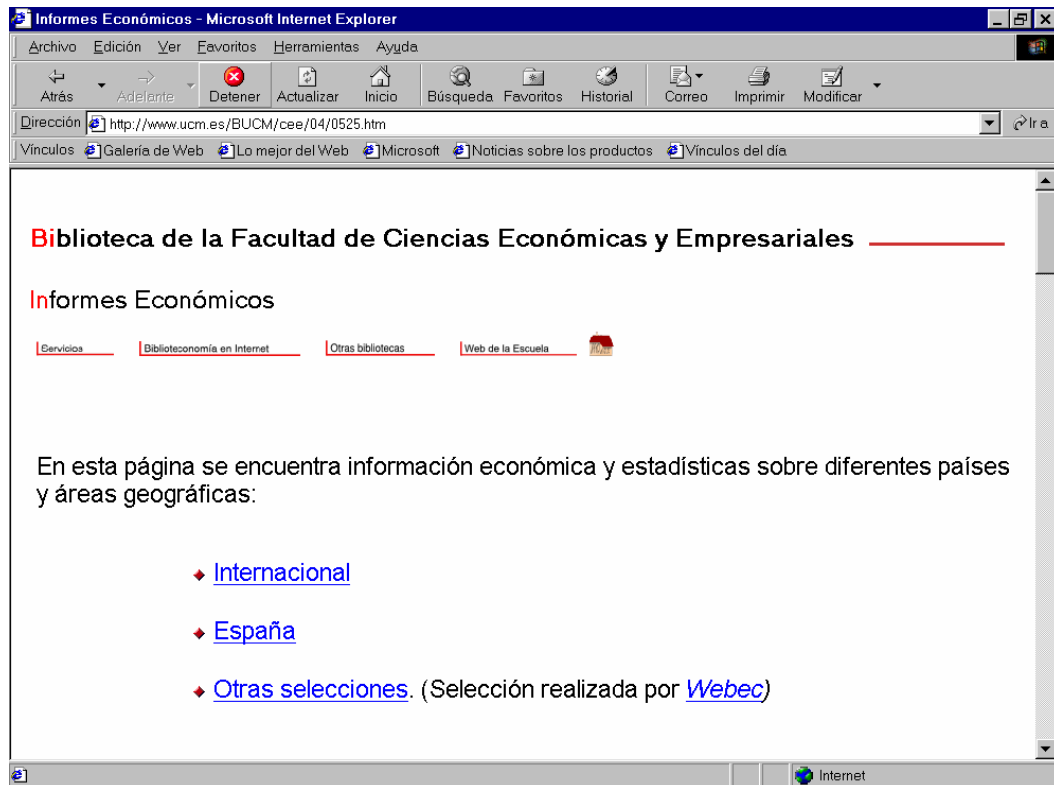 Informes Económicos - Microsoft Internet Explorer
Archivo Edición Ver Favoritos Herramientas Ayuda
Atrás Adelante Detener Actualizar Inicio Búsqueda Favoritos Historial Correo Imprimir Modificar
Dirección http://www.ucm.es/BUCM/cee/04/0525.htm Ir a
Vínculos Galería de Web Lo mejor del Web Microsoft Noticias sobre los productos Vínculos del día
Biblioteca de la Facultad de Ciencias Económicas y Empresariales
Informes Económicos
Servicios Biblioteconomía en Internet Otras bibliotecas Web de la Escuela
En esta página se encuentra información económica y estadísticas sobre diferentes países
y áreas geográficas:
Internacional
España
Otras selecciones. (Selección realizada por Webec)
Internet